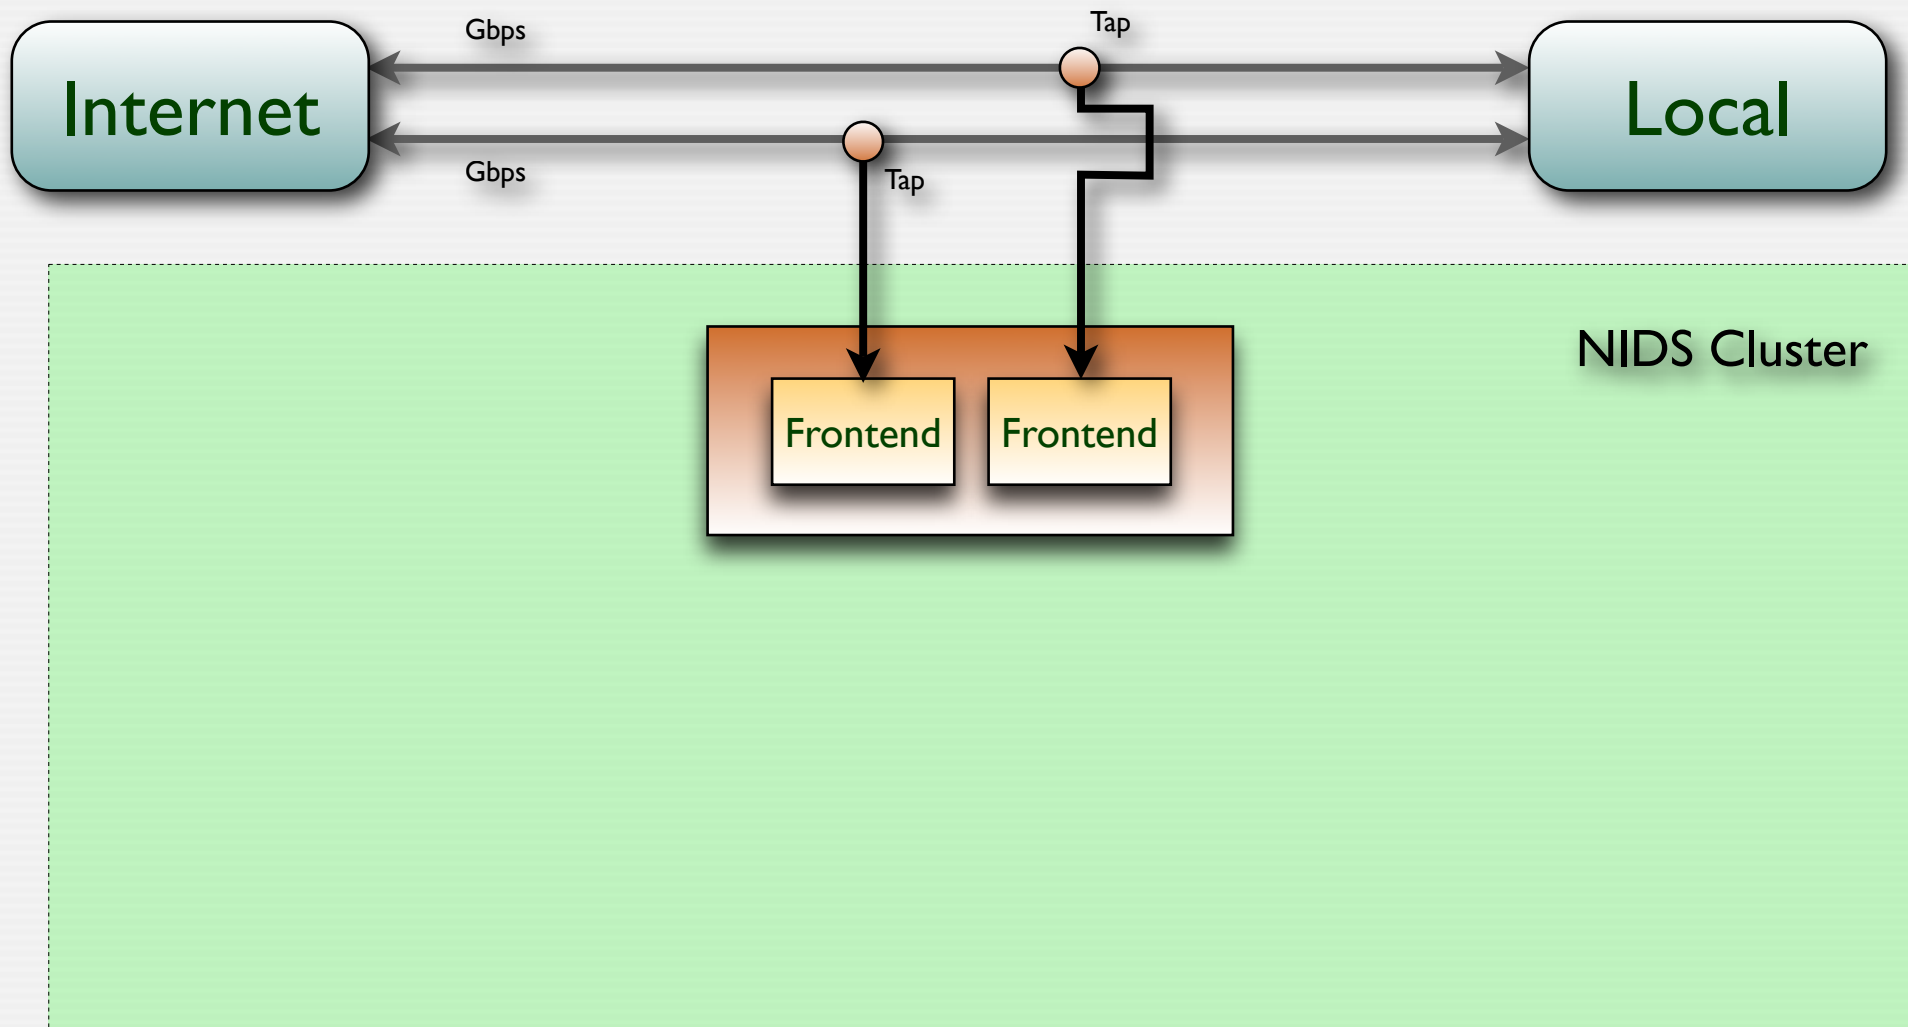 Gbps
Tap
Internet
Local
Gbps
Tap
NIDS Cluster
Frontend
Frontend